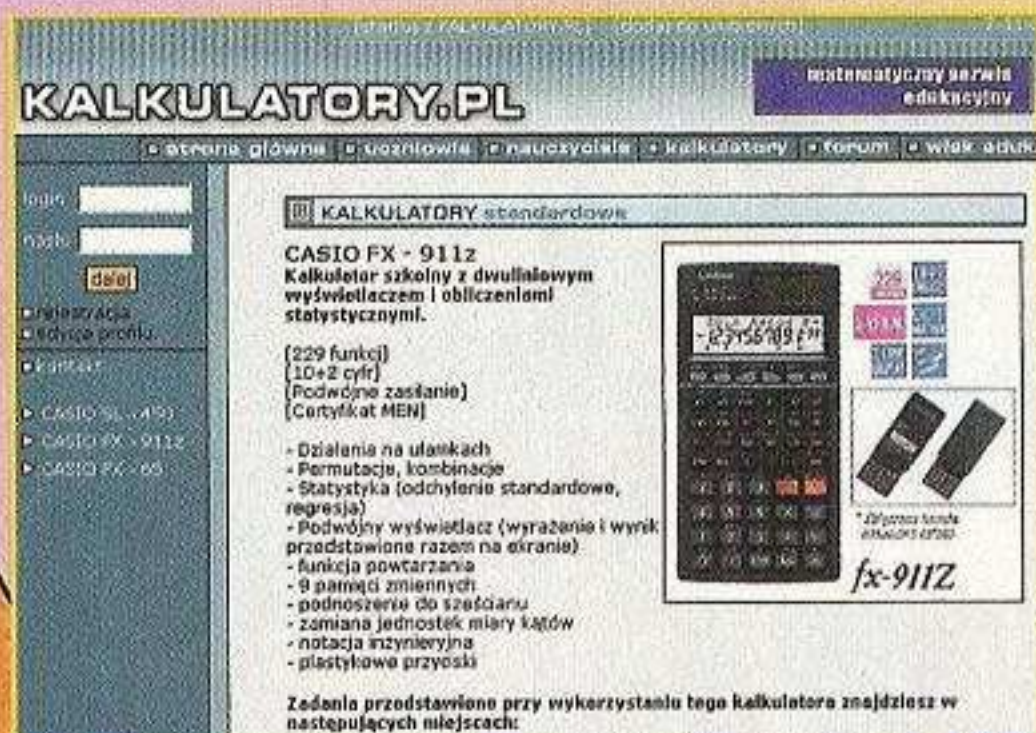 KALKULATORY.PL
matematyczny serwis
edukacyjny
strona główna
uczniowie
nauczyciele
kalkulatory
forum
wiek eduk
login
hasło
dalej
rejestracja
edycja profilu
kontakt
CASIO FX - 911z
CASIO FX - 65
KALKULATORY standardowe
CASIO FX - 911z
Kalkulator szkolny z dwuliniowym
wyświetlaczem i obliczeniami
statystycznymi.
[229 funkcji]
[10+2 cyfr]
[Podwójne zasilanie]
[Certyfikat MEN]
- Działania na ułamkach
- Permutacje, kombinacje
- Statystyka (odchylenie standardowe,
regresja)
- Podwójny wyświetlacz (wyrażenie i wynik
przedstawione razem na ekranie)
- funkcja powtarzania
- 9 pamięci zmiennych
- podnoszenie do sześcianu
- zamiana jednostek miary kątów
- notacja inżynieryjna
- plastykowe przyciski
fx-911Z
Zadania przedstawione przy wykorzystaniu tego kalkulatora znajdziesz w
następujących miejscach: